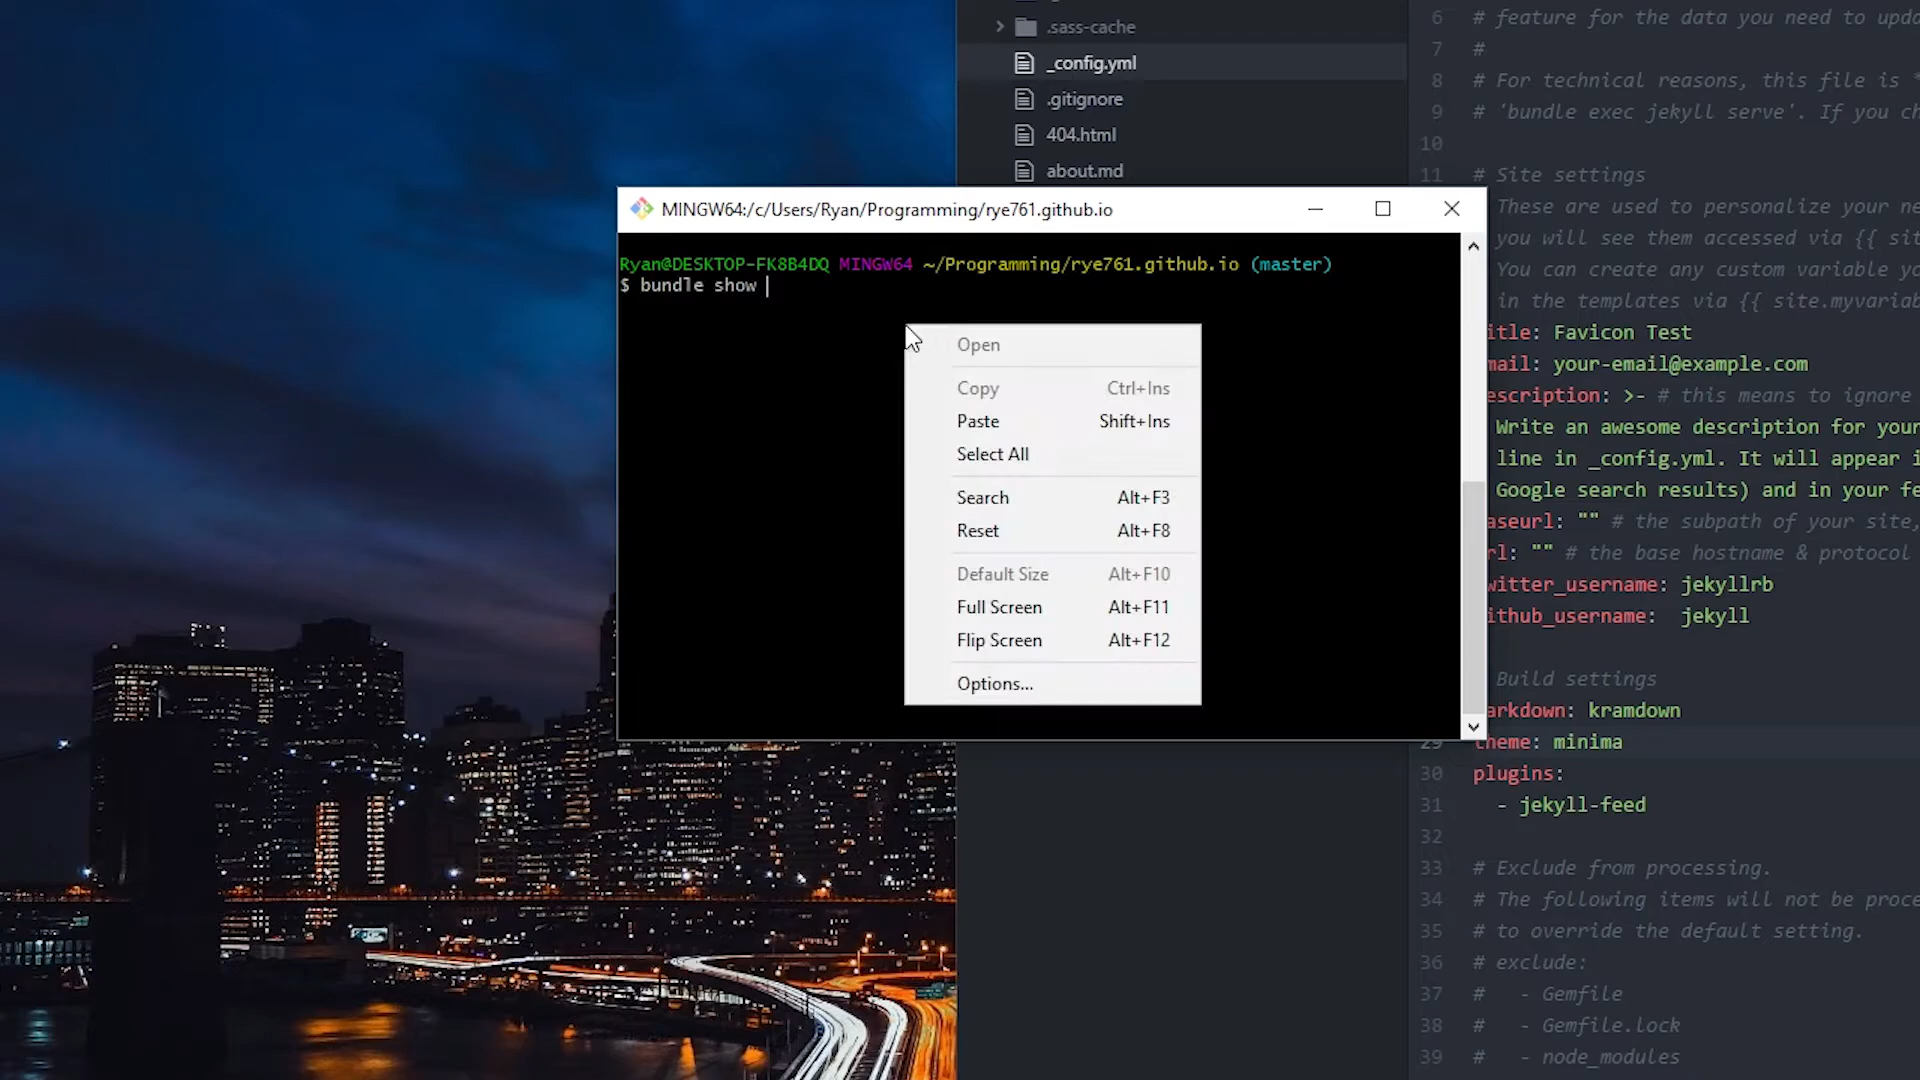 .sass-cache
_config.yml
.gitignore
404.html
about.md
6 # feature for the data you need to upda
7 #
8 # For technical reasons, this file is *
9 # 'bundle exec jekyll serve'. If you ch
10
11 # Site settings
These are used to personalize your ne
you will see them accessed via {{ sit
You can create any custom variable yo
in the templates via {{ site.myvariab
itle: Favicon Test
mail: your-email@example.com
escription: >- # this means to ignore
Write an awesome description for your
line in _config.yml. It will appear i
Google search results) and in your fe
aseurl: "" # the subpath of your site,
rl: "" # the base hostname & protocol
witter_username: jekyllrb
ithub_username: jekyll
Build settings
arkdown: kramdown
29 theme: minima
30 plugins:
31 - jekyll-feed
32
33 # Exclude from processing.
34 # The following items will not be proce
35 # to override the default setting.
36 # exclude:
37 # - Gemfile
38 # - Gemfile.lock
39 # - node_modules
MINGW64:/c/Users/Ryan/Programming/rye761.github.io
Ryan@DESKTOP-FK8B4DQ MINGW64 ~/Programming/rye761.github.io (master)
$ bundle show
Open
Copy Ctrl+Ins
Paste Shift+Ins
Select All
Search Alt+F3
Reset Alt+F8
Default Size Alt+F10
Full Screen Alt+F11
Flip Screen Alt+F12
Options...